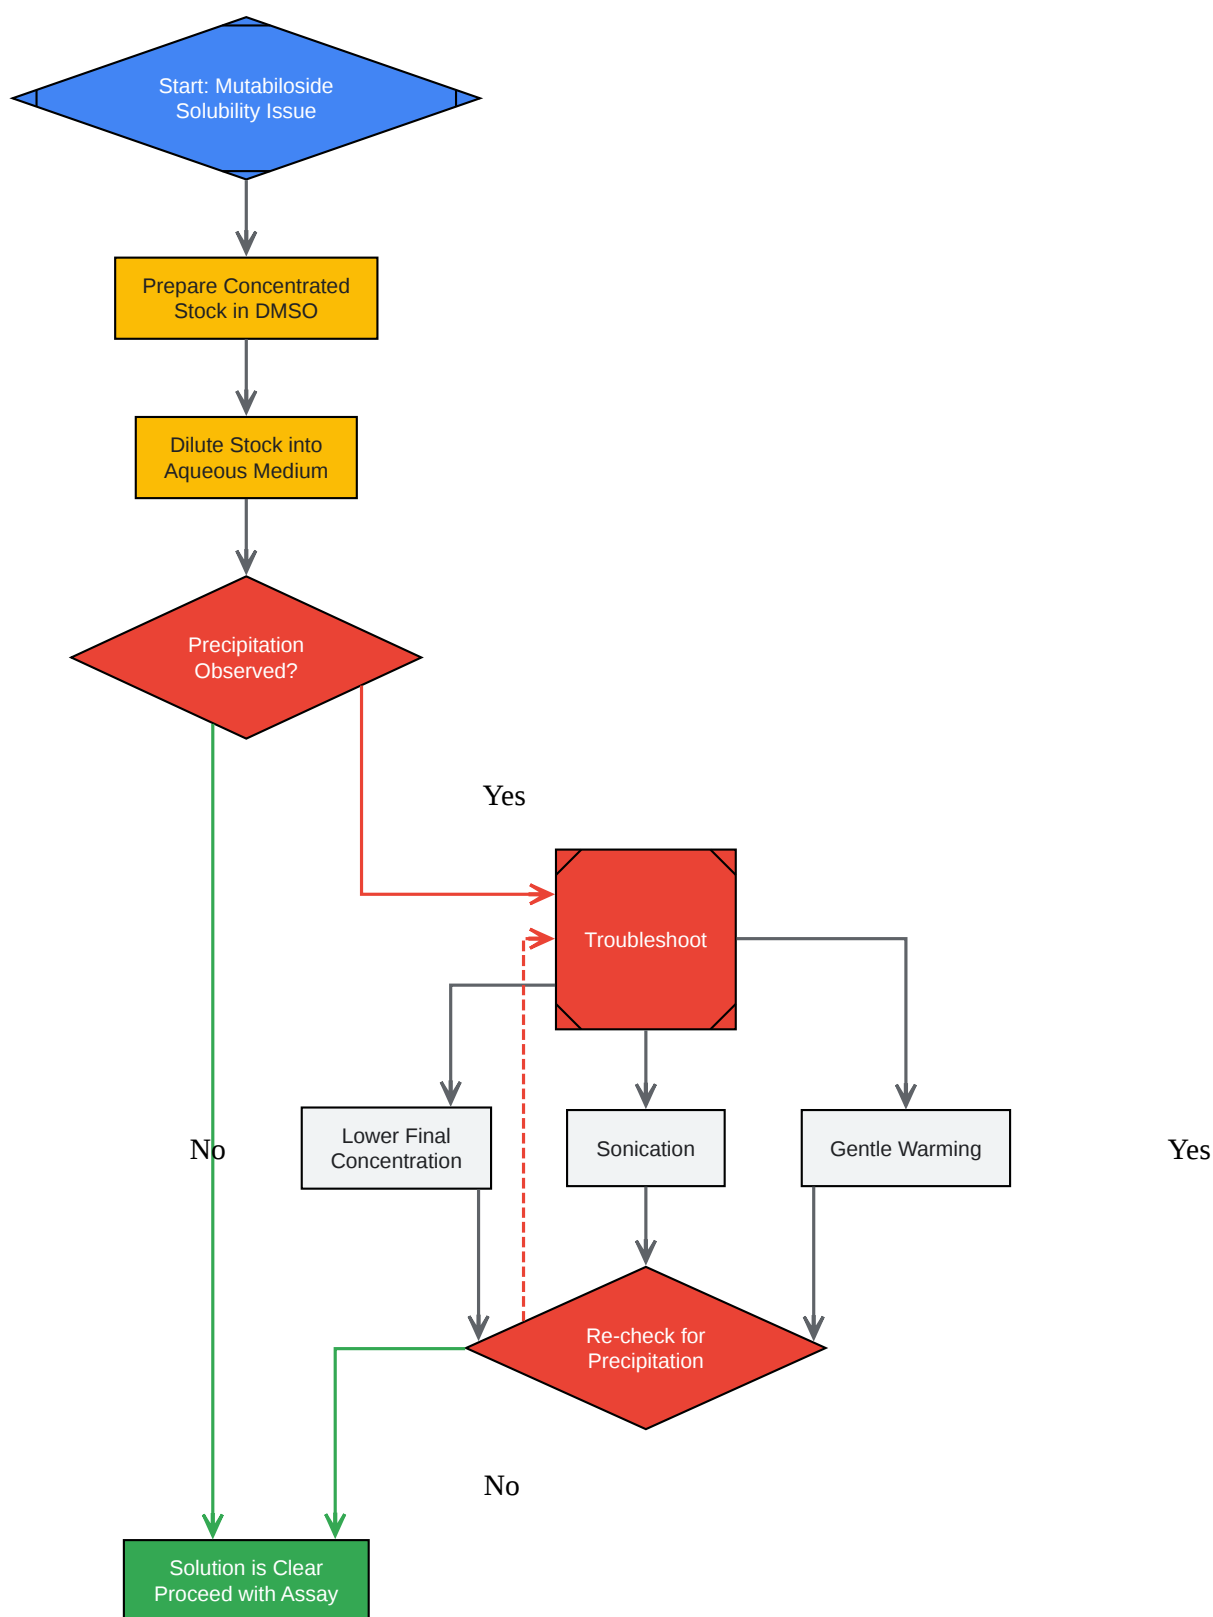 Start: Mutabiloside
Solubility Issue
Prepare Concentrated
Stock in DMSO
Dilute Stock into
Aqueous Medium
Precipitation
Observed?
Yes
Troubleshoot
No
Lower Final
Concentration
Sonication
Gentle Warming
Yes
Re-check for
Precipitation
No
Solution is Clear
Proceed with Assay